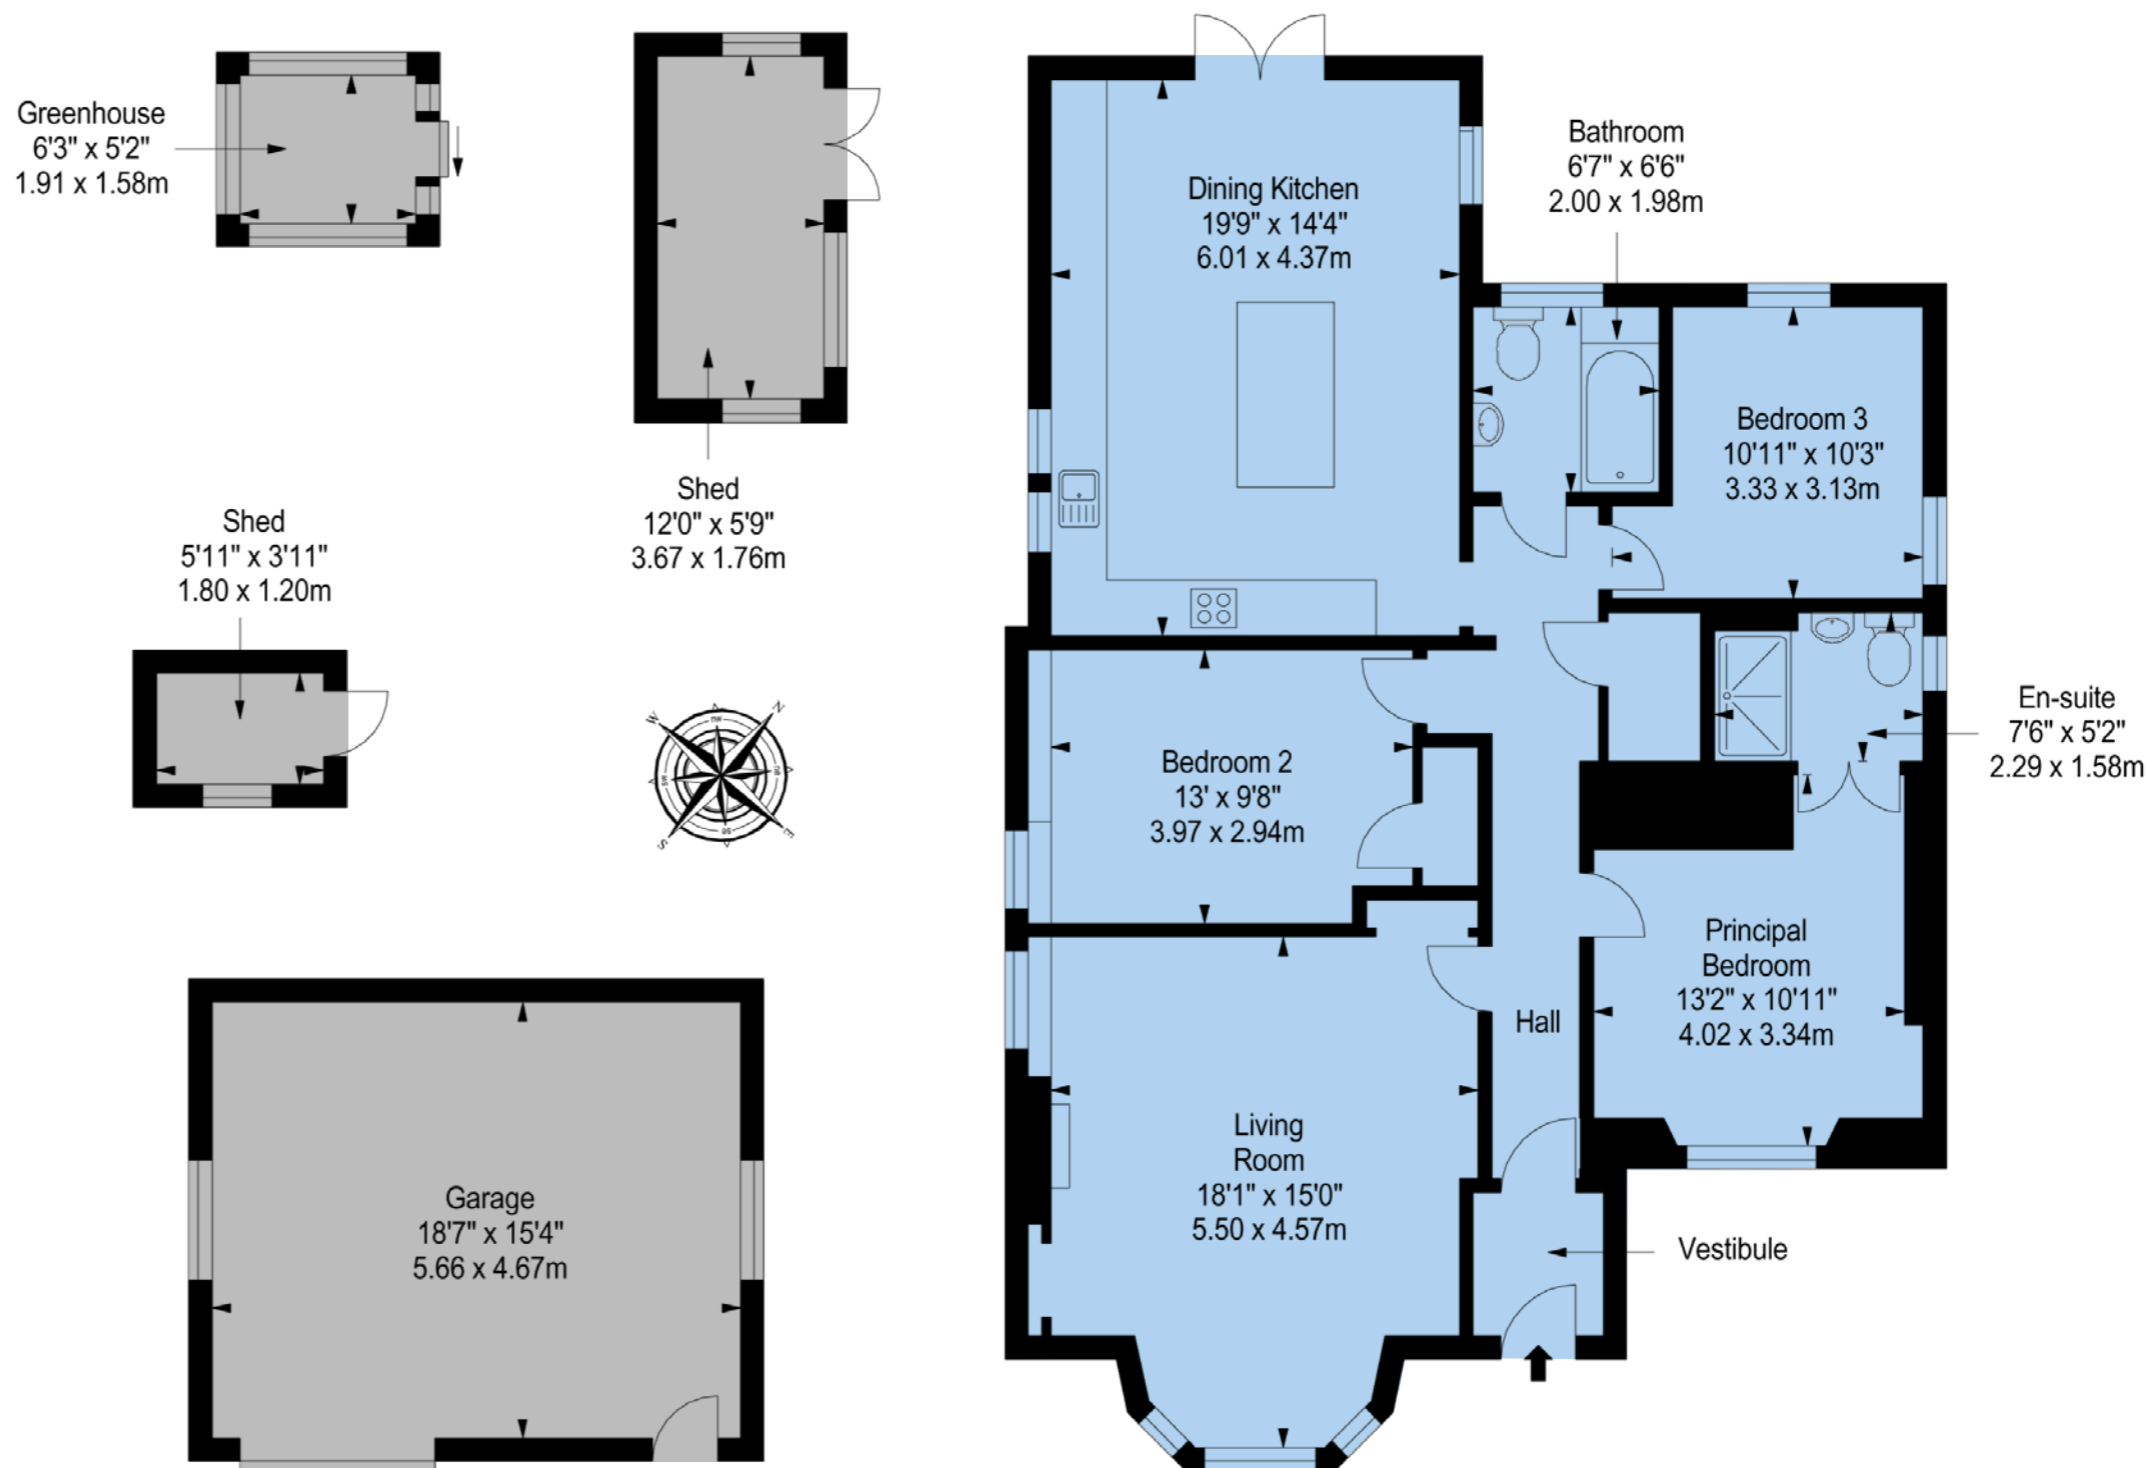 Greenhouse
6'3" x 5'2"
1.91 x 1.58m
Shed
12'0" x 5'9"
3.67 x 1.76m
Shed
5'11" x 3'11"
1.80 x 1.20m
Garage
18'7" x 15'4"
5.66 x 4.67m
N
NE
E
SE
S
SW
W
NW
Dining Kitchen
19'9" x 14'4"
6.01 x 4.37m
Bathroom
6'7" x 6'6"
2.00 x 1.98m
Bedroom 3
10'11" x 10'3"
3.33 x 3.13m
En-suite
7'6" x 5'2"
2.29 x 1.58m
Bedroom 2
13' x 9'8"
3.97 x 2.94m
Principal
Bedroom
13'2" x 10'11"
4.02 x 3.34m
Hall
Living
Room
18'1" x 15'0"
5.50 x 4.57m
Vestibule